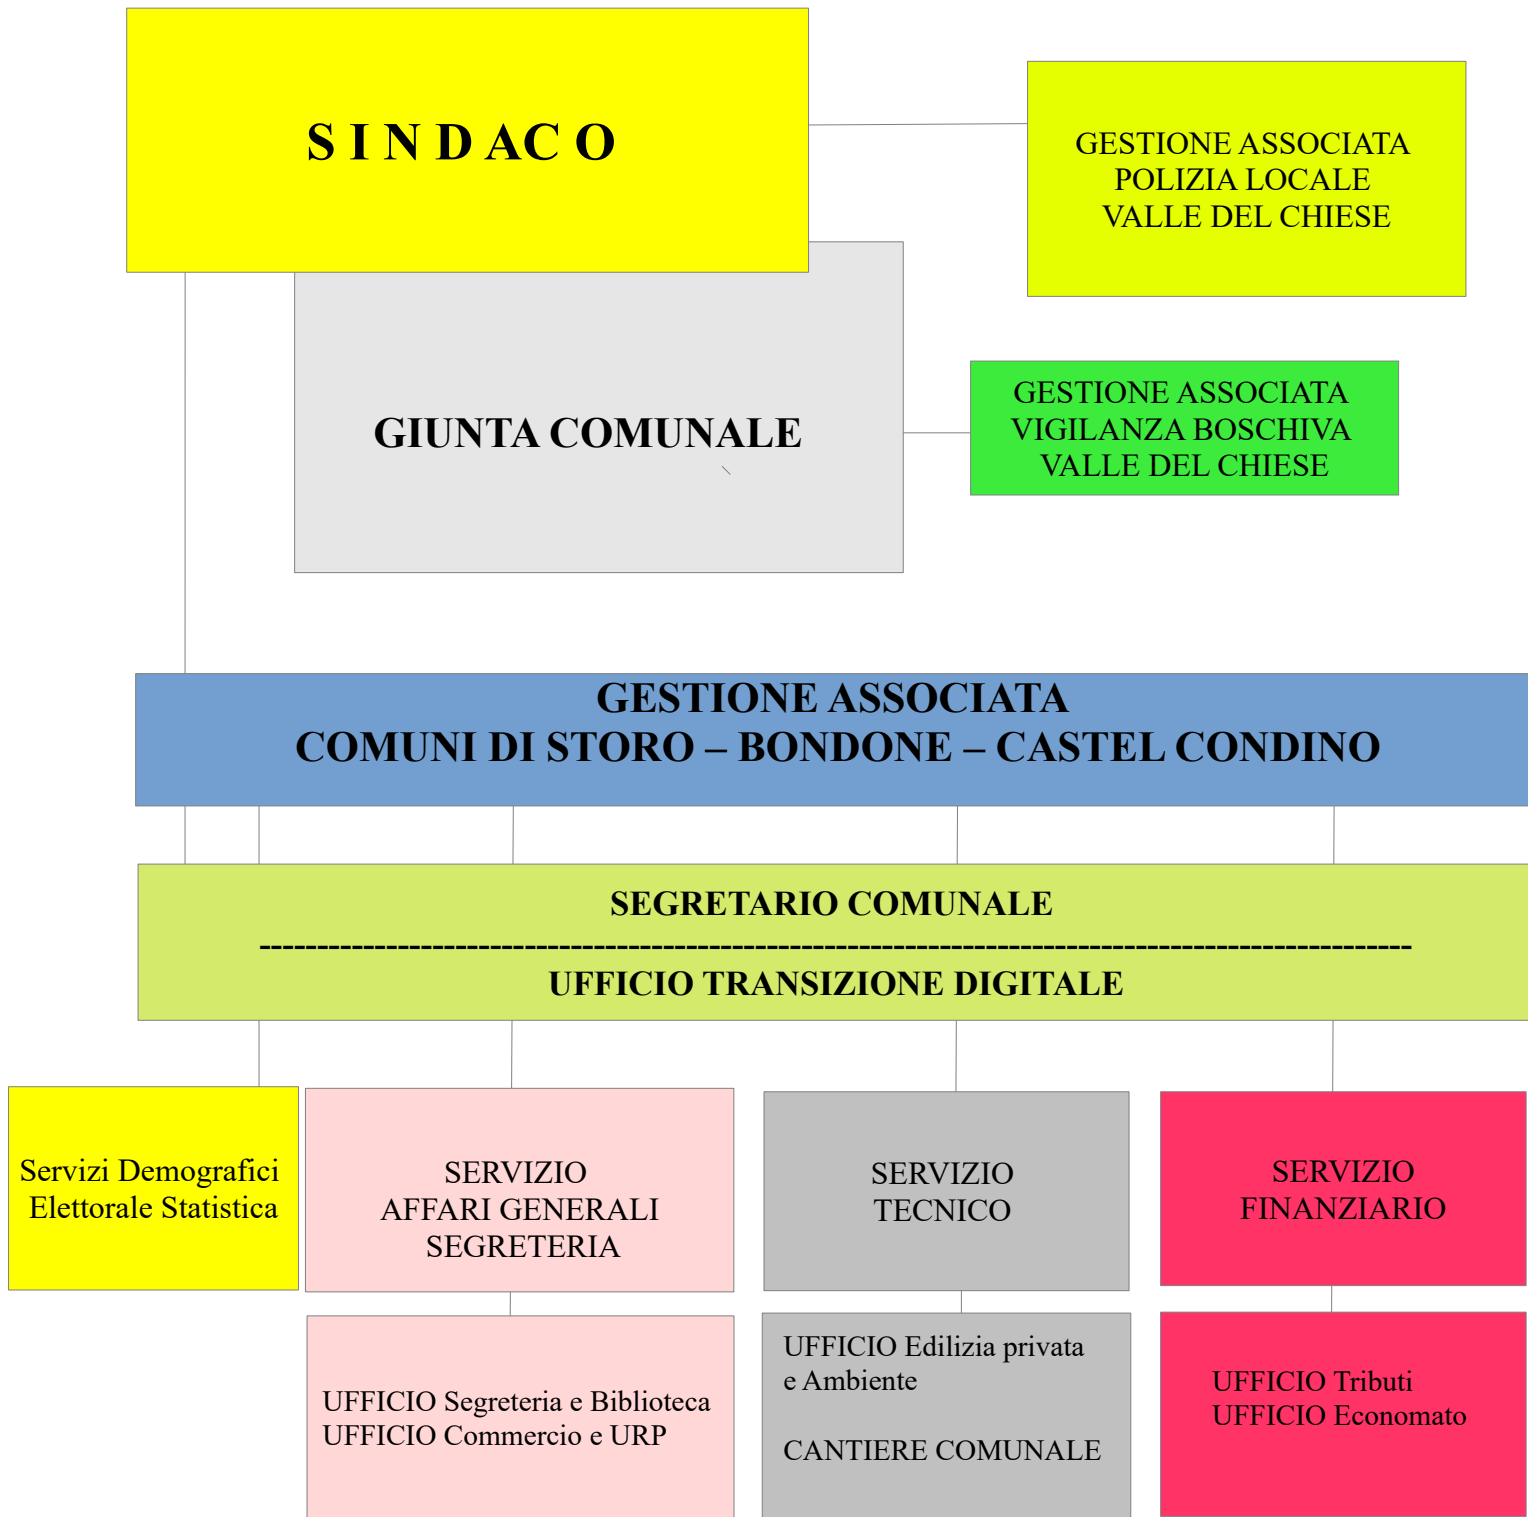 S I N D AC O
GESTIONE ASSOCIATA
POLIZIA LOCALE
VALLE DEL CHIESE
GIUNTA COMUNALE
GESTIONE ASSOCIATA
VIGILANZA BOSCHIVA
VALLE DEL CHIESE
GESTIONE ASSOCIATA
COMUNI DI STORO – BONDONE – CASTEL CONDINO
SEGRETARIO COMUNALE
----------------------------------------------------------------------------------------------------
UFFICIO TRANSIZIONE DIGITALE
Servizi Demografici
Elettorale Statistica
SERVIZIO
AFFARI GENERALI
SEGRETERIA
SERVIZIO
TECNICO
SERVIZIO
FINANZIARIO
UFFICIO Segreteria e Biblioteca
UFFICIO Commercio e URP
UFFICIO Edilizia privata
e Ambiente
CANTIERE COMUNALE
UFFICIO Tributi
UFFICIO Economato